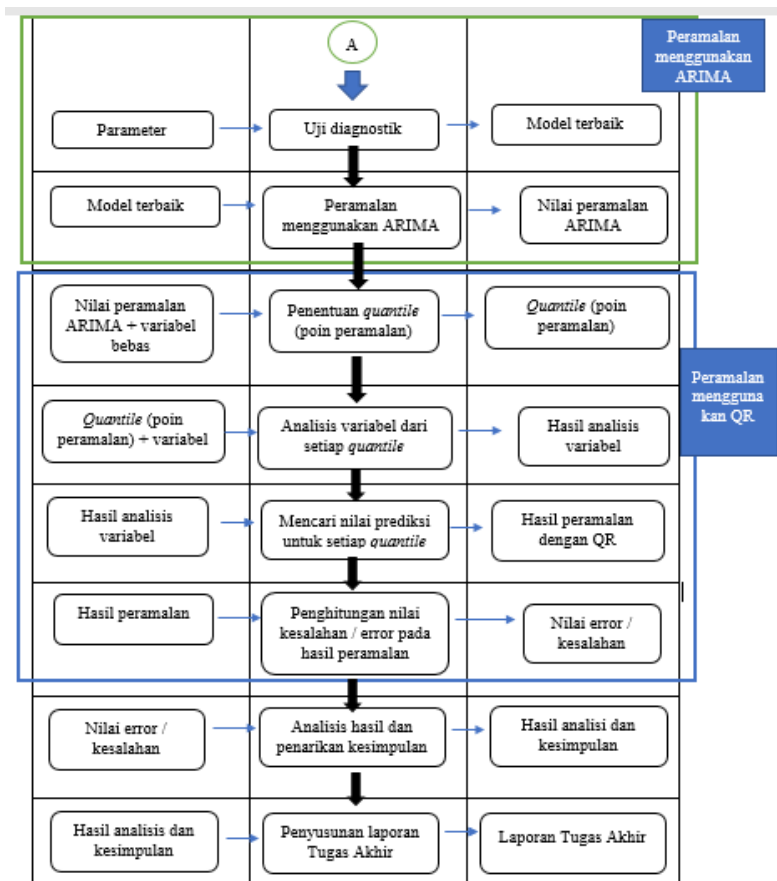 A
Peramalan
menggunakan
ARIMA
Parameter
Uji diagnostik
Model terbaik
Model terbaik
Peramalan
menggunakan ARIMA
Nilai peramalan
ARIMA
Nilai peramalan
ARIMA + variabel
bebas
Penentuan quantile
(poin peramalan)
Quantile (poin
peramalan)
Peramalan
mengguna
kan QR
Quantile (poin
peramalan) + variabel
Analisis variabel dari
setiap quantile
Hasil analisis
variabel
Hasil analisis
variabel
Mencari nilai prediksi
untuk setiap quantile
Hasil peramalan
dengan QR
Hasil peramalan
Penghitungan nilai
kesalahan / error pada
hasil peramalan
Nilai error /
kesalahan
Nilai error /
kesalahan
Analisis hasil dan
penarikan kesimpulan
Hasil analisi dan
kesimpulan
Hasil analisis dan
kesimpulan
Penyusunan laporan
Tugas Akhir
Laporan Tugas Akhir